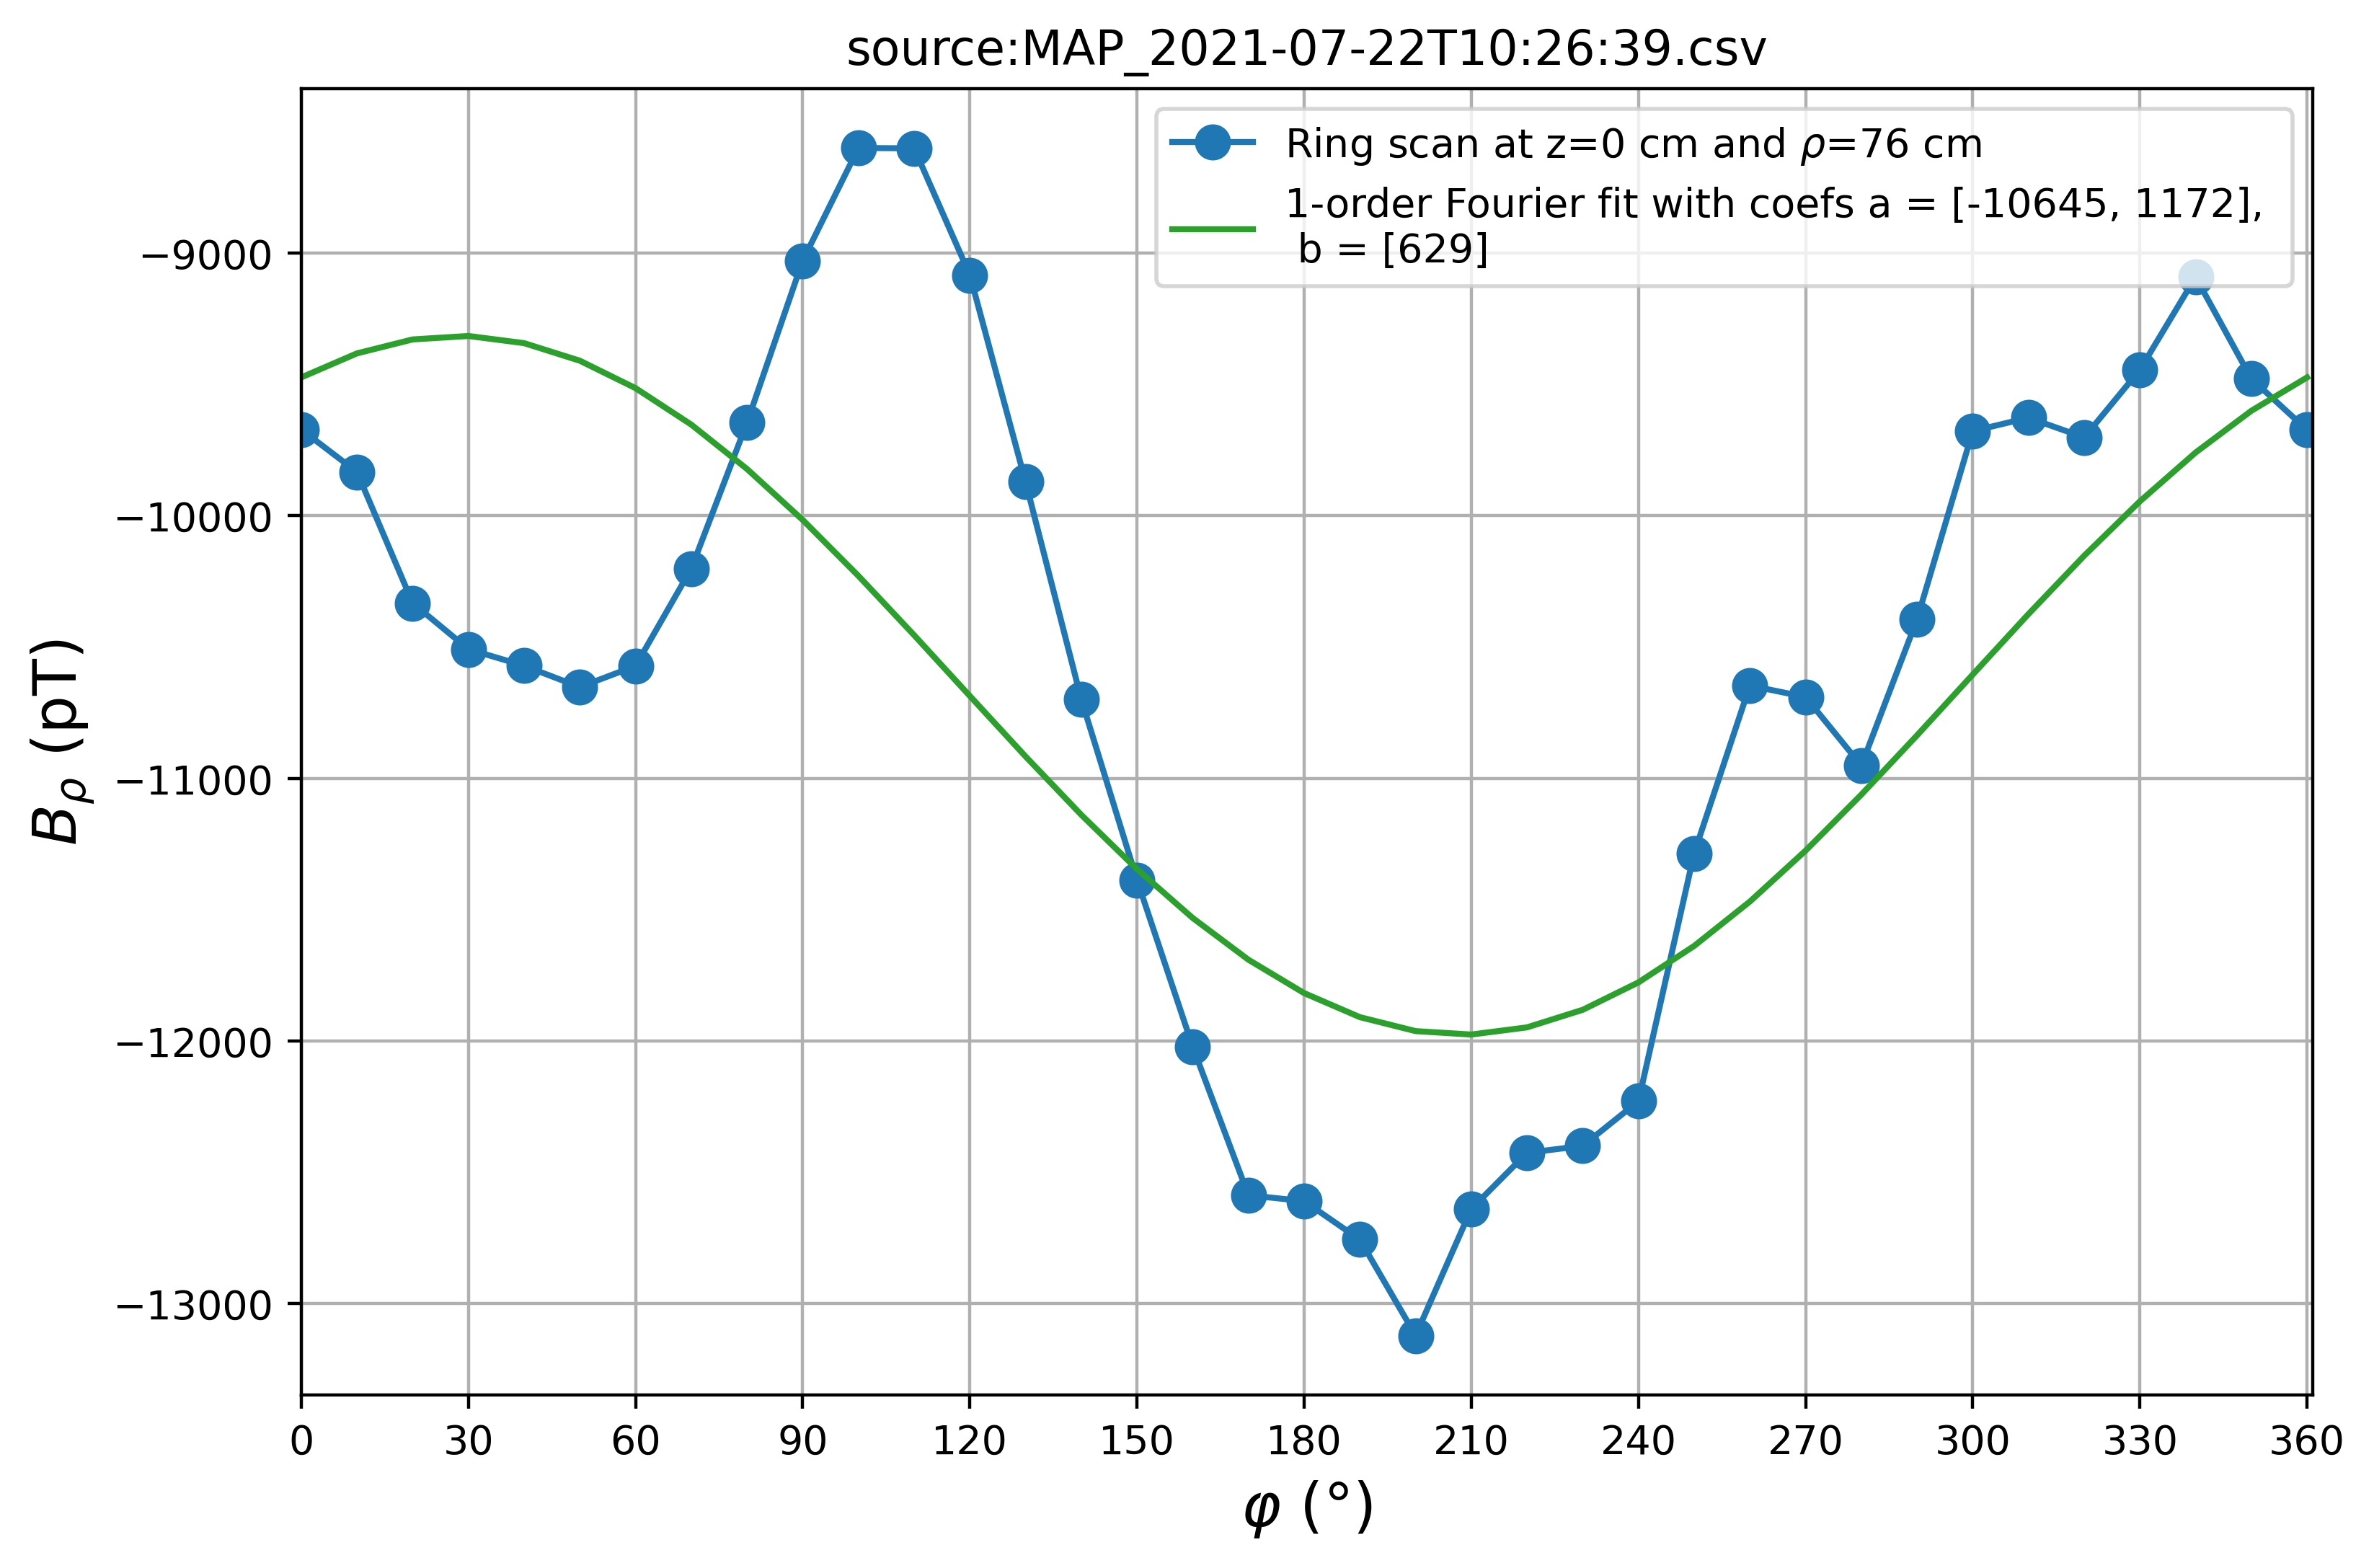 source:MAP_2021-07-22T10:26:39.csv
Ring scan at z=0 cm and ρ=76 cm
1-order Fourier fit with coefs a = [-10645, 1172],
b = [629]
−9000
−10000
−11000
−12000
−13000
Bρ (pT)
0 30 60 90 120 150 180 210 240 270 300 330 360
φ (°)